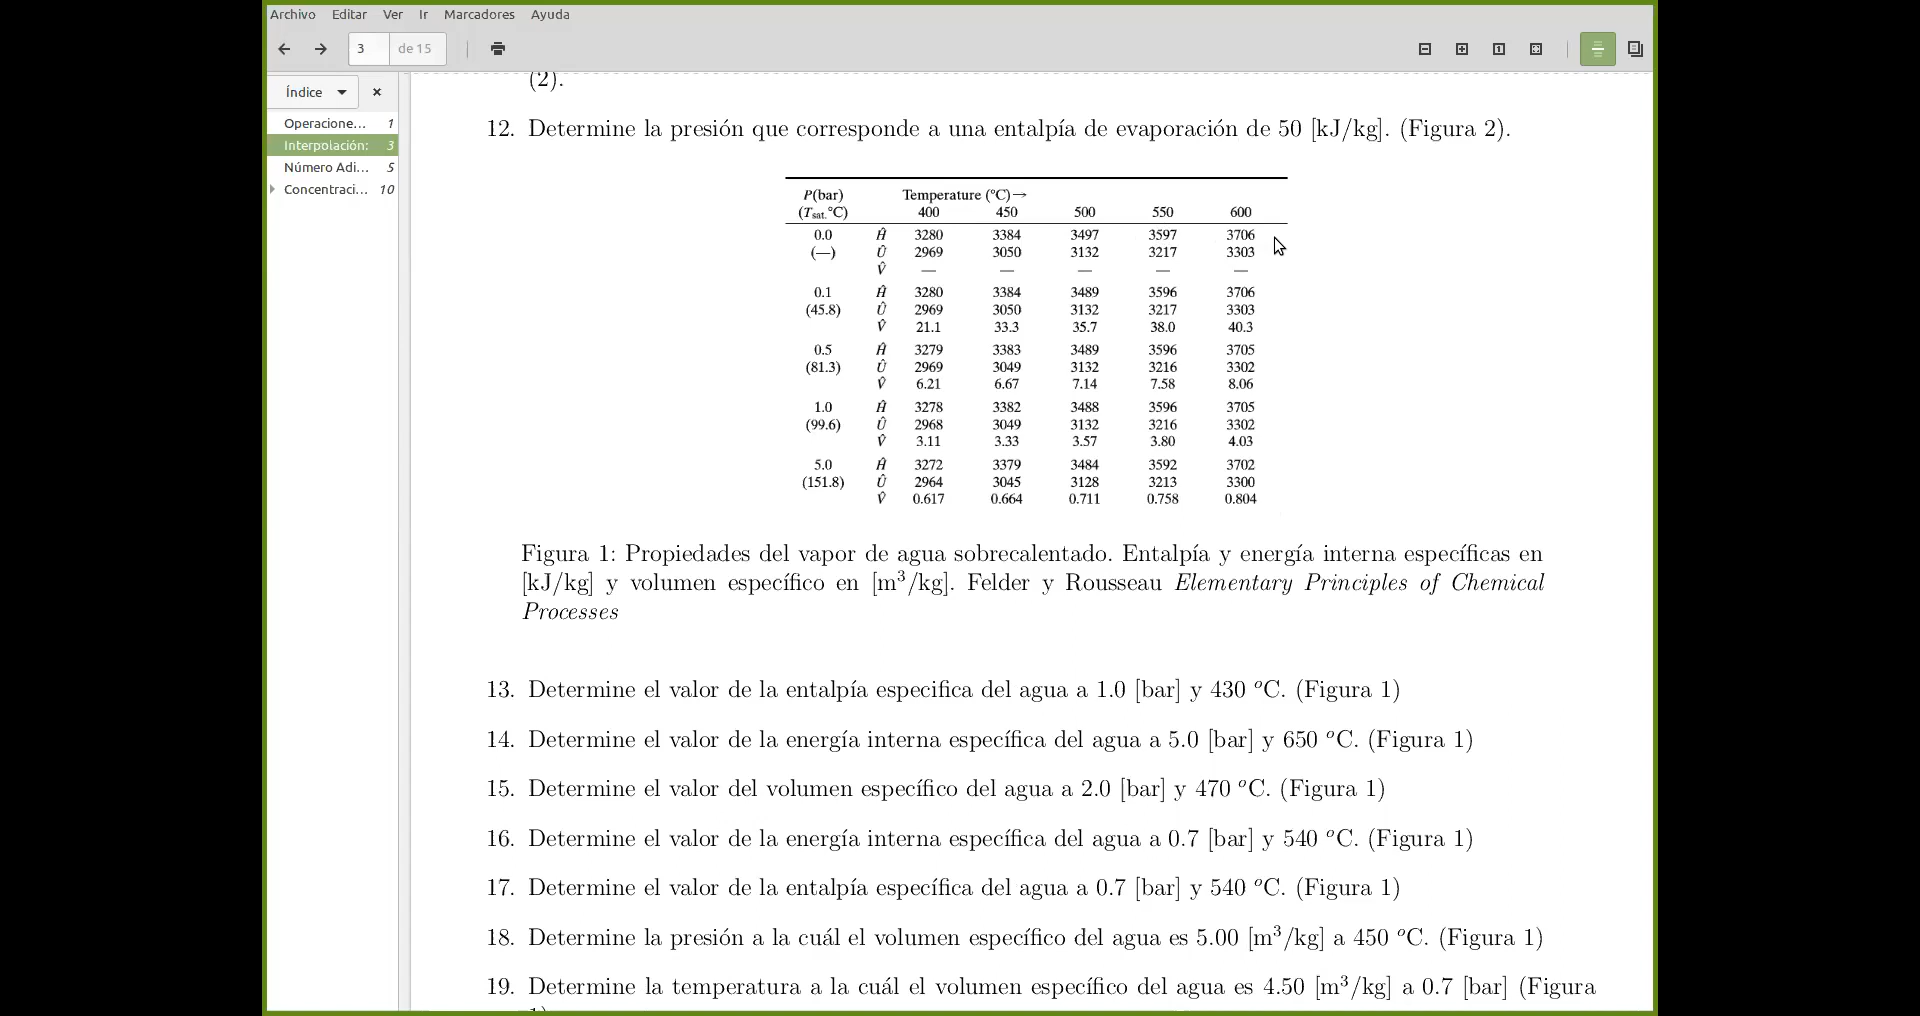 Archivo Editar Ver Ir Marcadores Ayuda
3 de 15
Índice
Operacione... 1
Interpolación: 3
Número Adi... 5
Concentraci... 10
(2).
12. Determine la presión que corresponde a una entalpía de evaporación de 50 [kJ/kg]. (Figura 2).
P(bar) Temperature (°C)→
(Tsat.°C) 400 450 500 550 600
0.0 Ĥ 3280 3384 3497 3597 3706
(—) Û 2969 3050 3132 3217 3303
V̂ — — — — —
0.1 Ĥ 3280 3384 3489 3596 3706
(45.8) Û 2969 3050 3132 3217 3303
V̂ 21.1 33.3 35.7 38.0 40.3
0.5 Ĥ 3279 3383 3489 3596 3705
(81.3) Û 2969 3049 3132 3216 3302
V̂ 6.21 6.67 7.14 7.58 8.06
1.0 Ĥ 3278 3382 3488 3596 3705
(99.6) Û 2968 3049 3132 3216 3302
V̂ 3.11 3.33 3.57 3.80 4.03
5.0 Ĥ 3272 3379 3484 3592 3702
(151.8) Û 2964 3045 3128 3213 3300
V̂ 0.617 0.664 0.711 0.758 0.804
Figura 1: Propiedades del vapor de agua sobrecalentado. Entalpía y energía interna específicas en
[kJ/kg] y volumen específico en [m³/kg]. Felder y Rousseau Elementary Principles of Chemical
Processes
13. Determine el valor de la entalpía especifica del agua a 1.0 [bar] y 430 °C. (Figura 1)
14. Determine el valor de la energía interna específica del agua a 5.0 [bar] y 650 °C. (Figura 1)
15. Determine el valor del volumen específico del agua a 2.0 [bar] y 470 °C. (Figura 1)
16. Determine el valor de la energía interna específica del agua a 0.7 [bar] y 540 °C. (Figura 1)
17. Determine el valor de la entalpía específica del agua a 0.7 [bar] y 540 °C. (Figura 1)
18. Determine la presión a la cuál el volumen específico del agua es 5.00 [m³/kg] a 450 °C. (Figura 1)
19. Determine la temperatura a la cuál el volumen específico del agua es 4.50 [m³/kg] a 0.7 [bar] (Figura